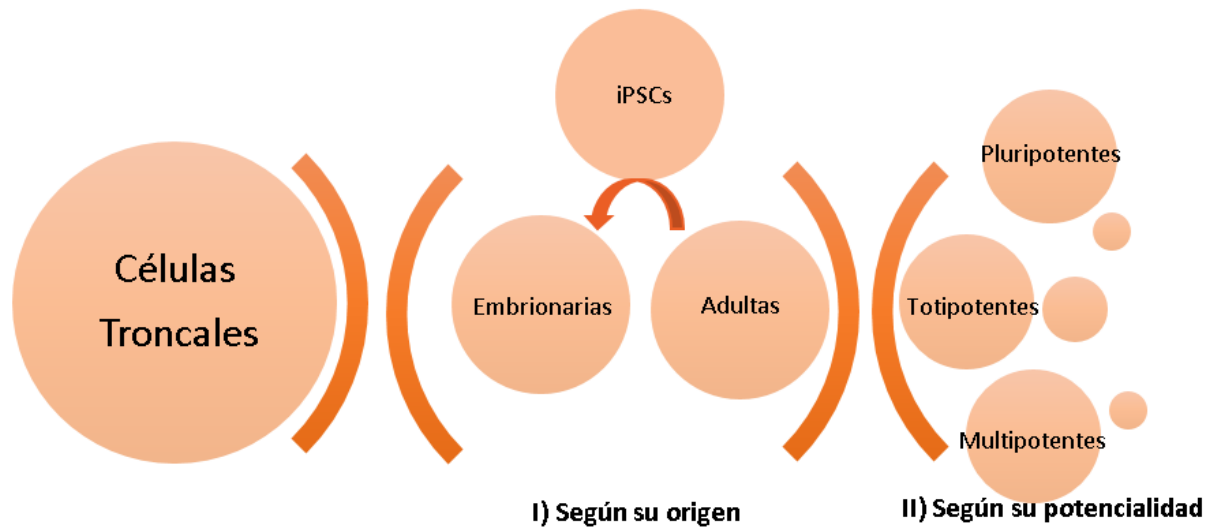 Células
Troncales
iPSCs
Embrionarias
Adultas
I) Según su origen
Pluripotentes
Totipotentes
Multipotentes
II) Según su potencialidad